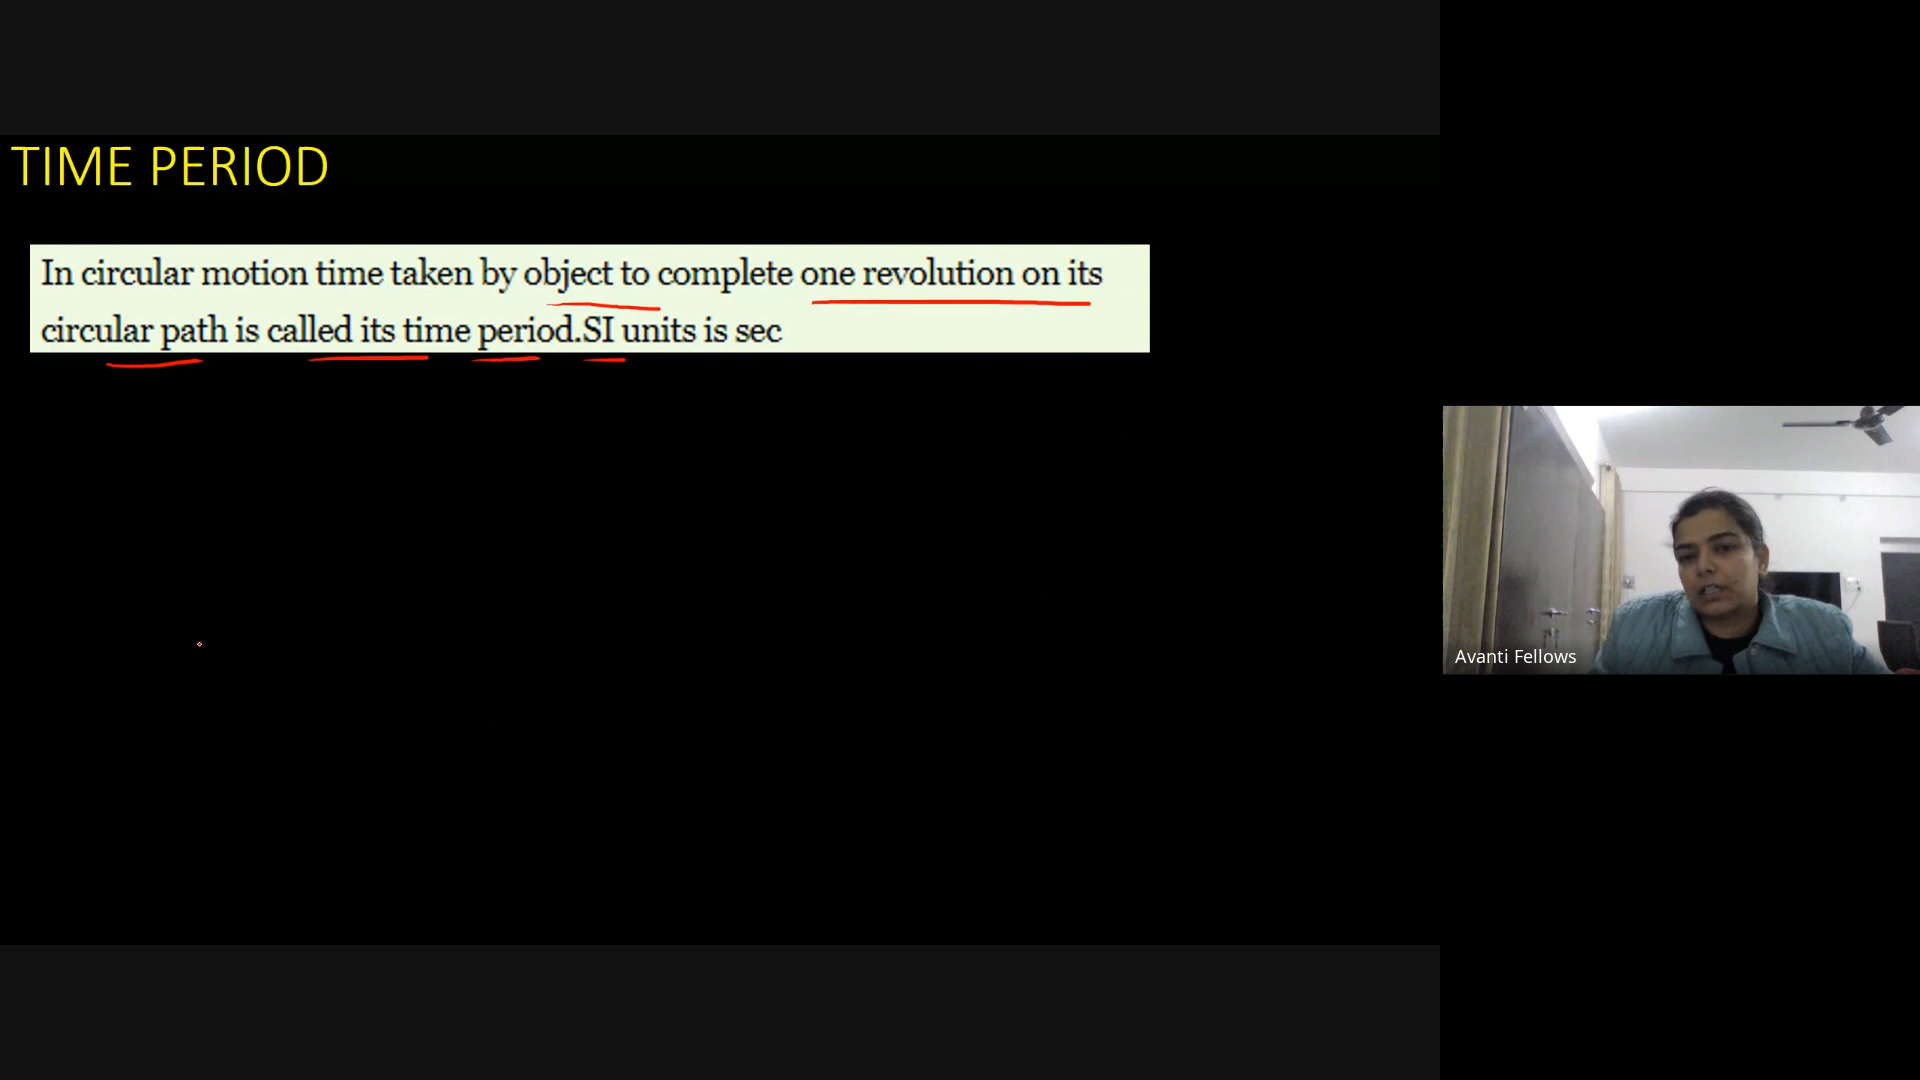 TIME PERIOD
In circular motion time taken by object to complete one revolution on its
circular path is called its time period.SI units is sec
Avanti Fellows